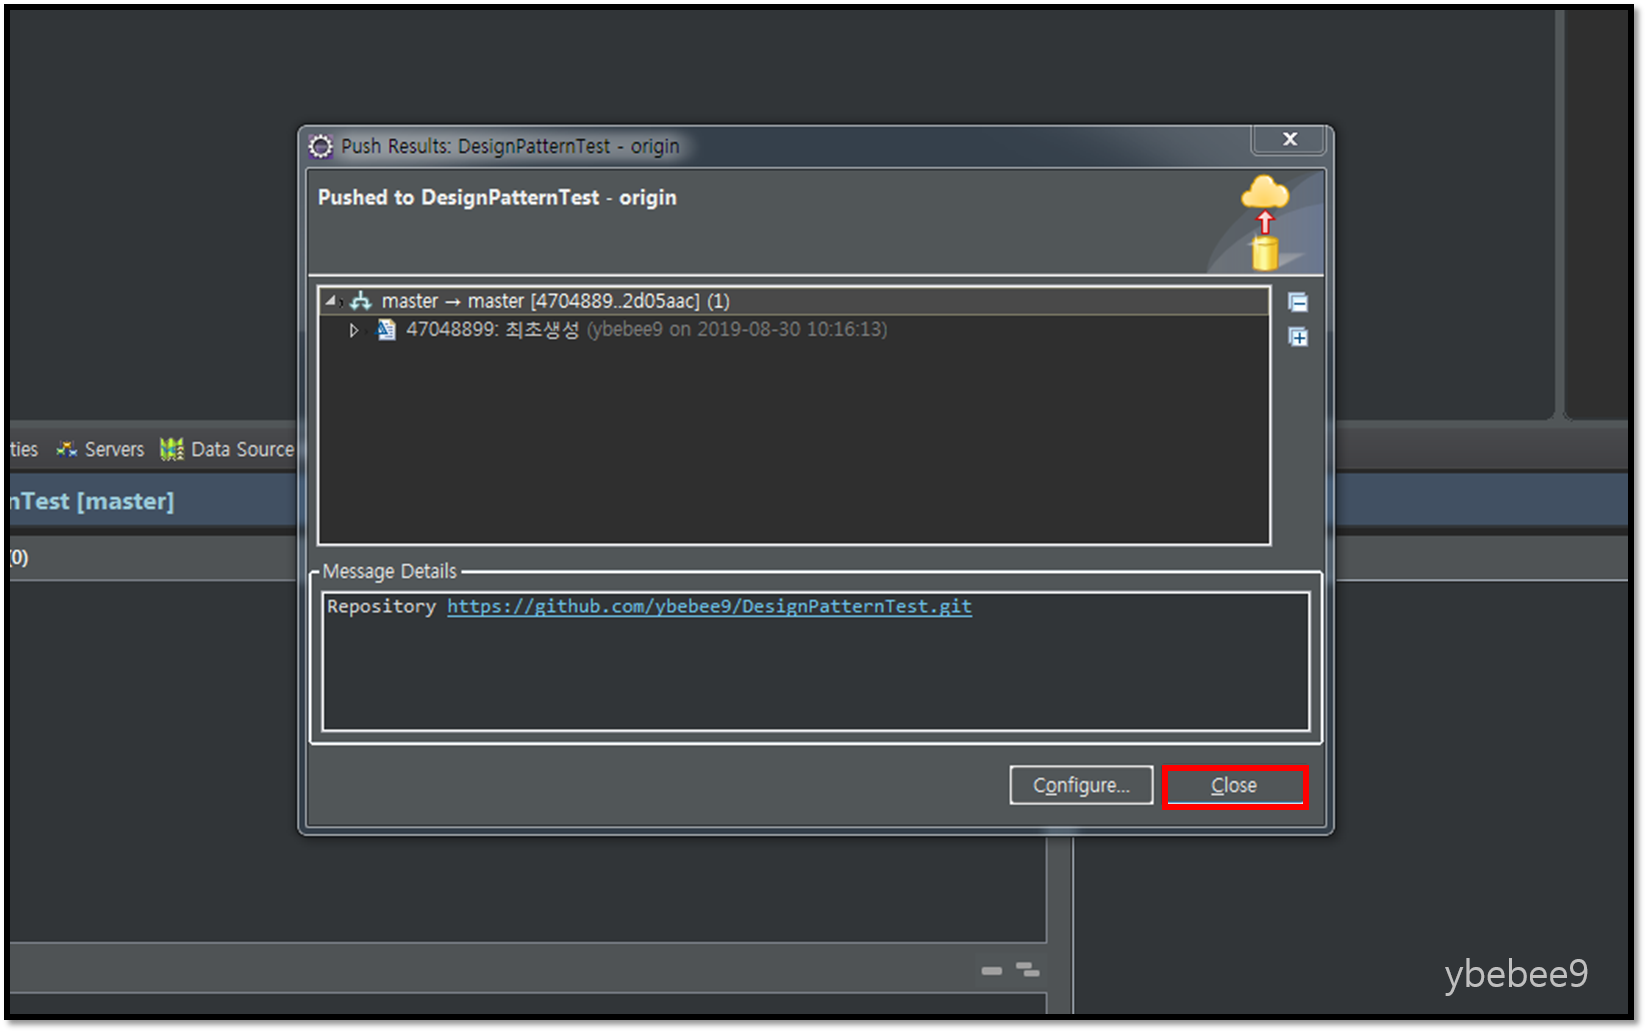 Push Results: DesignPatternTest - origin
Pushed to DesignPatternTest - origin
master → master [4704889..2d05aac] (1)
47048899: 최초생성 (ybebee9 on 2019-08-30 10:16:13)
ties Servers Data Source
nTest [master]
(0)
Message Details
Repository https://github.com/ybebee9/DesignPatternTest.git
Configure... Close
ybebee9